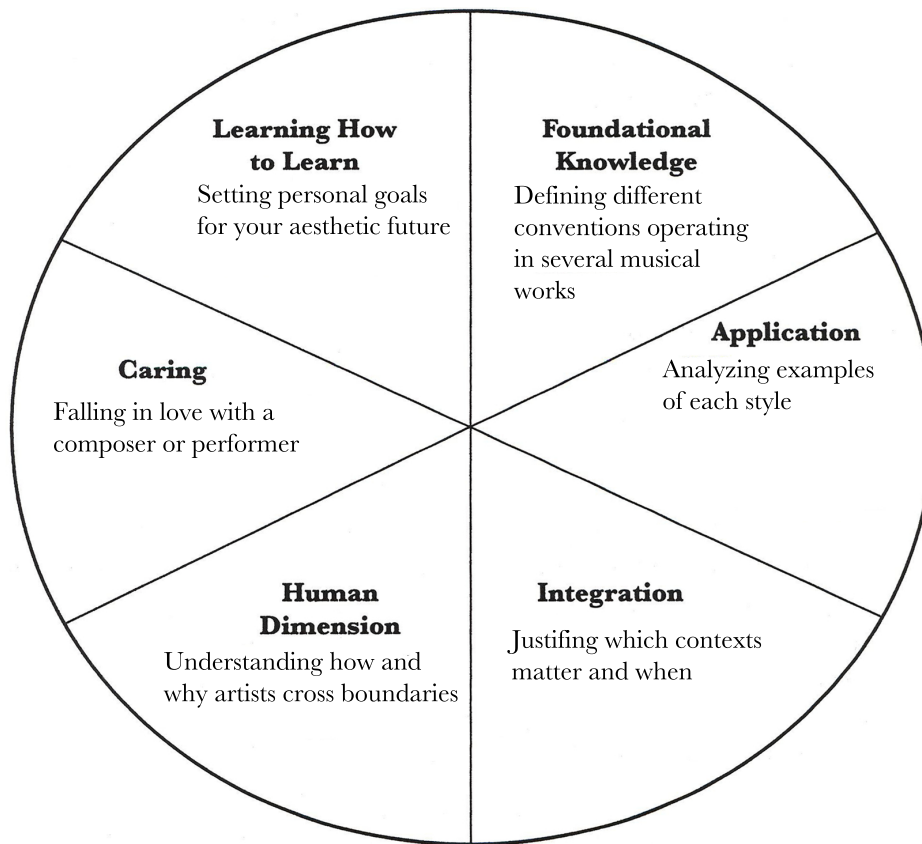 Learning How
to Learn
Setting personal goals
for your aesthetic future
Foundational
Knowledge
Defining different
conventions operating
in several musical
works
Application
Analyzing examples
of each style
Caring
Falling in love with a
composer or performer
Human
Dimension
Understanding how and
why artists cross boundaries
Integration
Justifing which contexts
matter and when